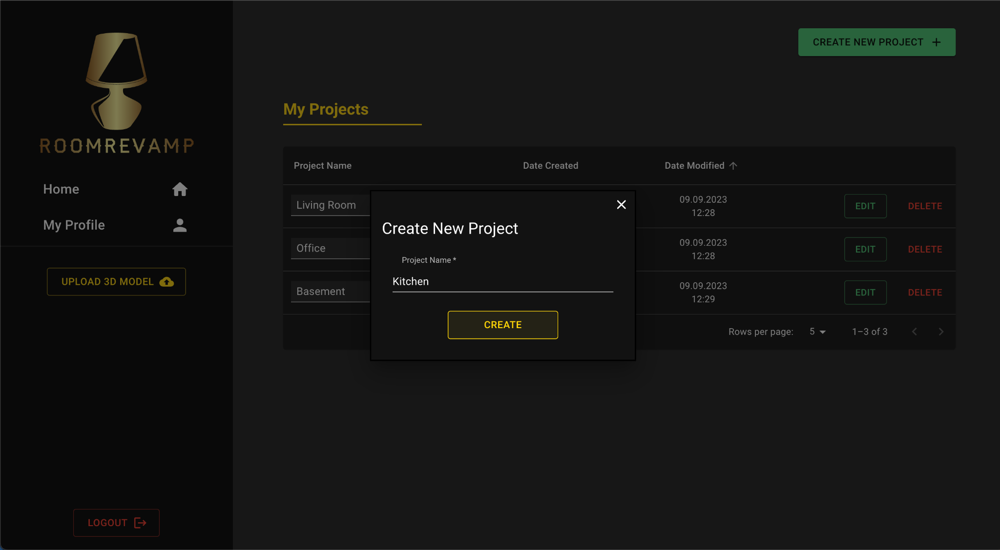 ROOMREVAMP
Home
My Profile
UPLOAD 3D MODEL
LOGOUT
CREATE NEW PROJECT +
My Projects
Project Name Date Created Date Modified
Living Room 09.09.2023
12:28
EDIT DELETE
Office 09.09.2023
12:28
EDIT DELETE
Basement 09.09.2023
12:29
EDIT DELETE
Rows per page: 5 1–3 of 3
Create New Project
Project Name *
Kitchen
CREATE